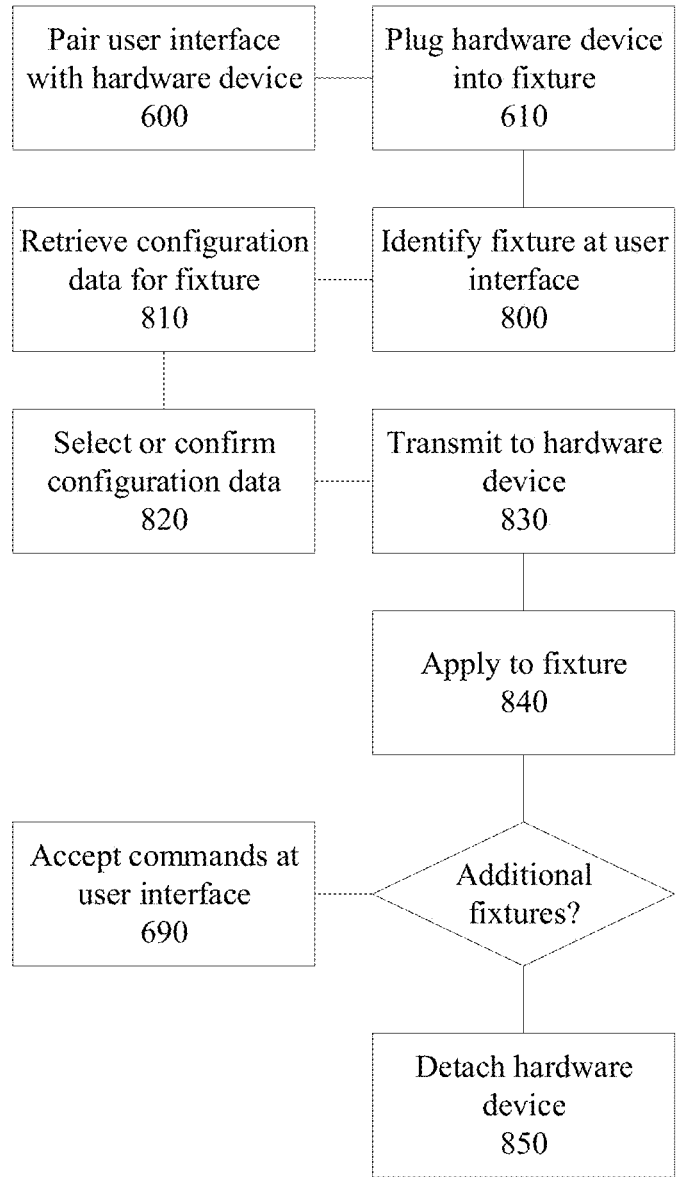 Pair user interface
with hardware device
600
Plug hardware device
into fixture
610
Retrieve configuration
data for fixture
810
Identify fixture at user
interface
800
Select or confirm
configuration data
820
Transmit to hardware
device
830
Apply to fixture
840
Accept commands at
user interface
690
Additional
fixtures?
Detach hardware
device
850